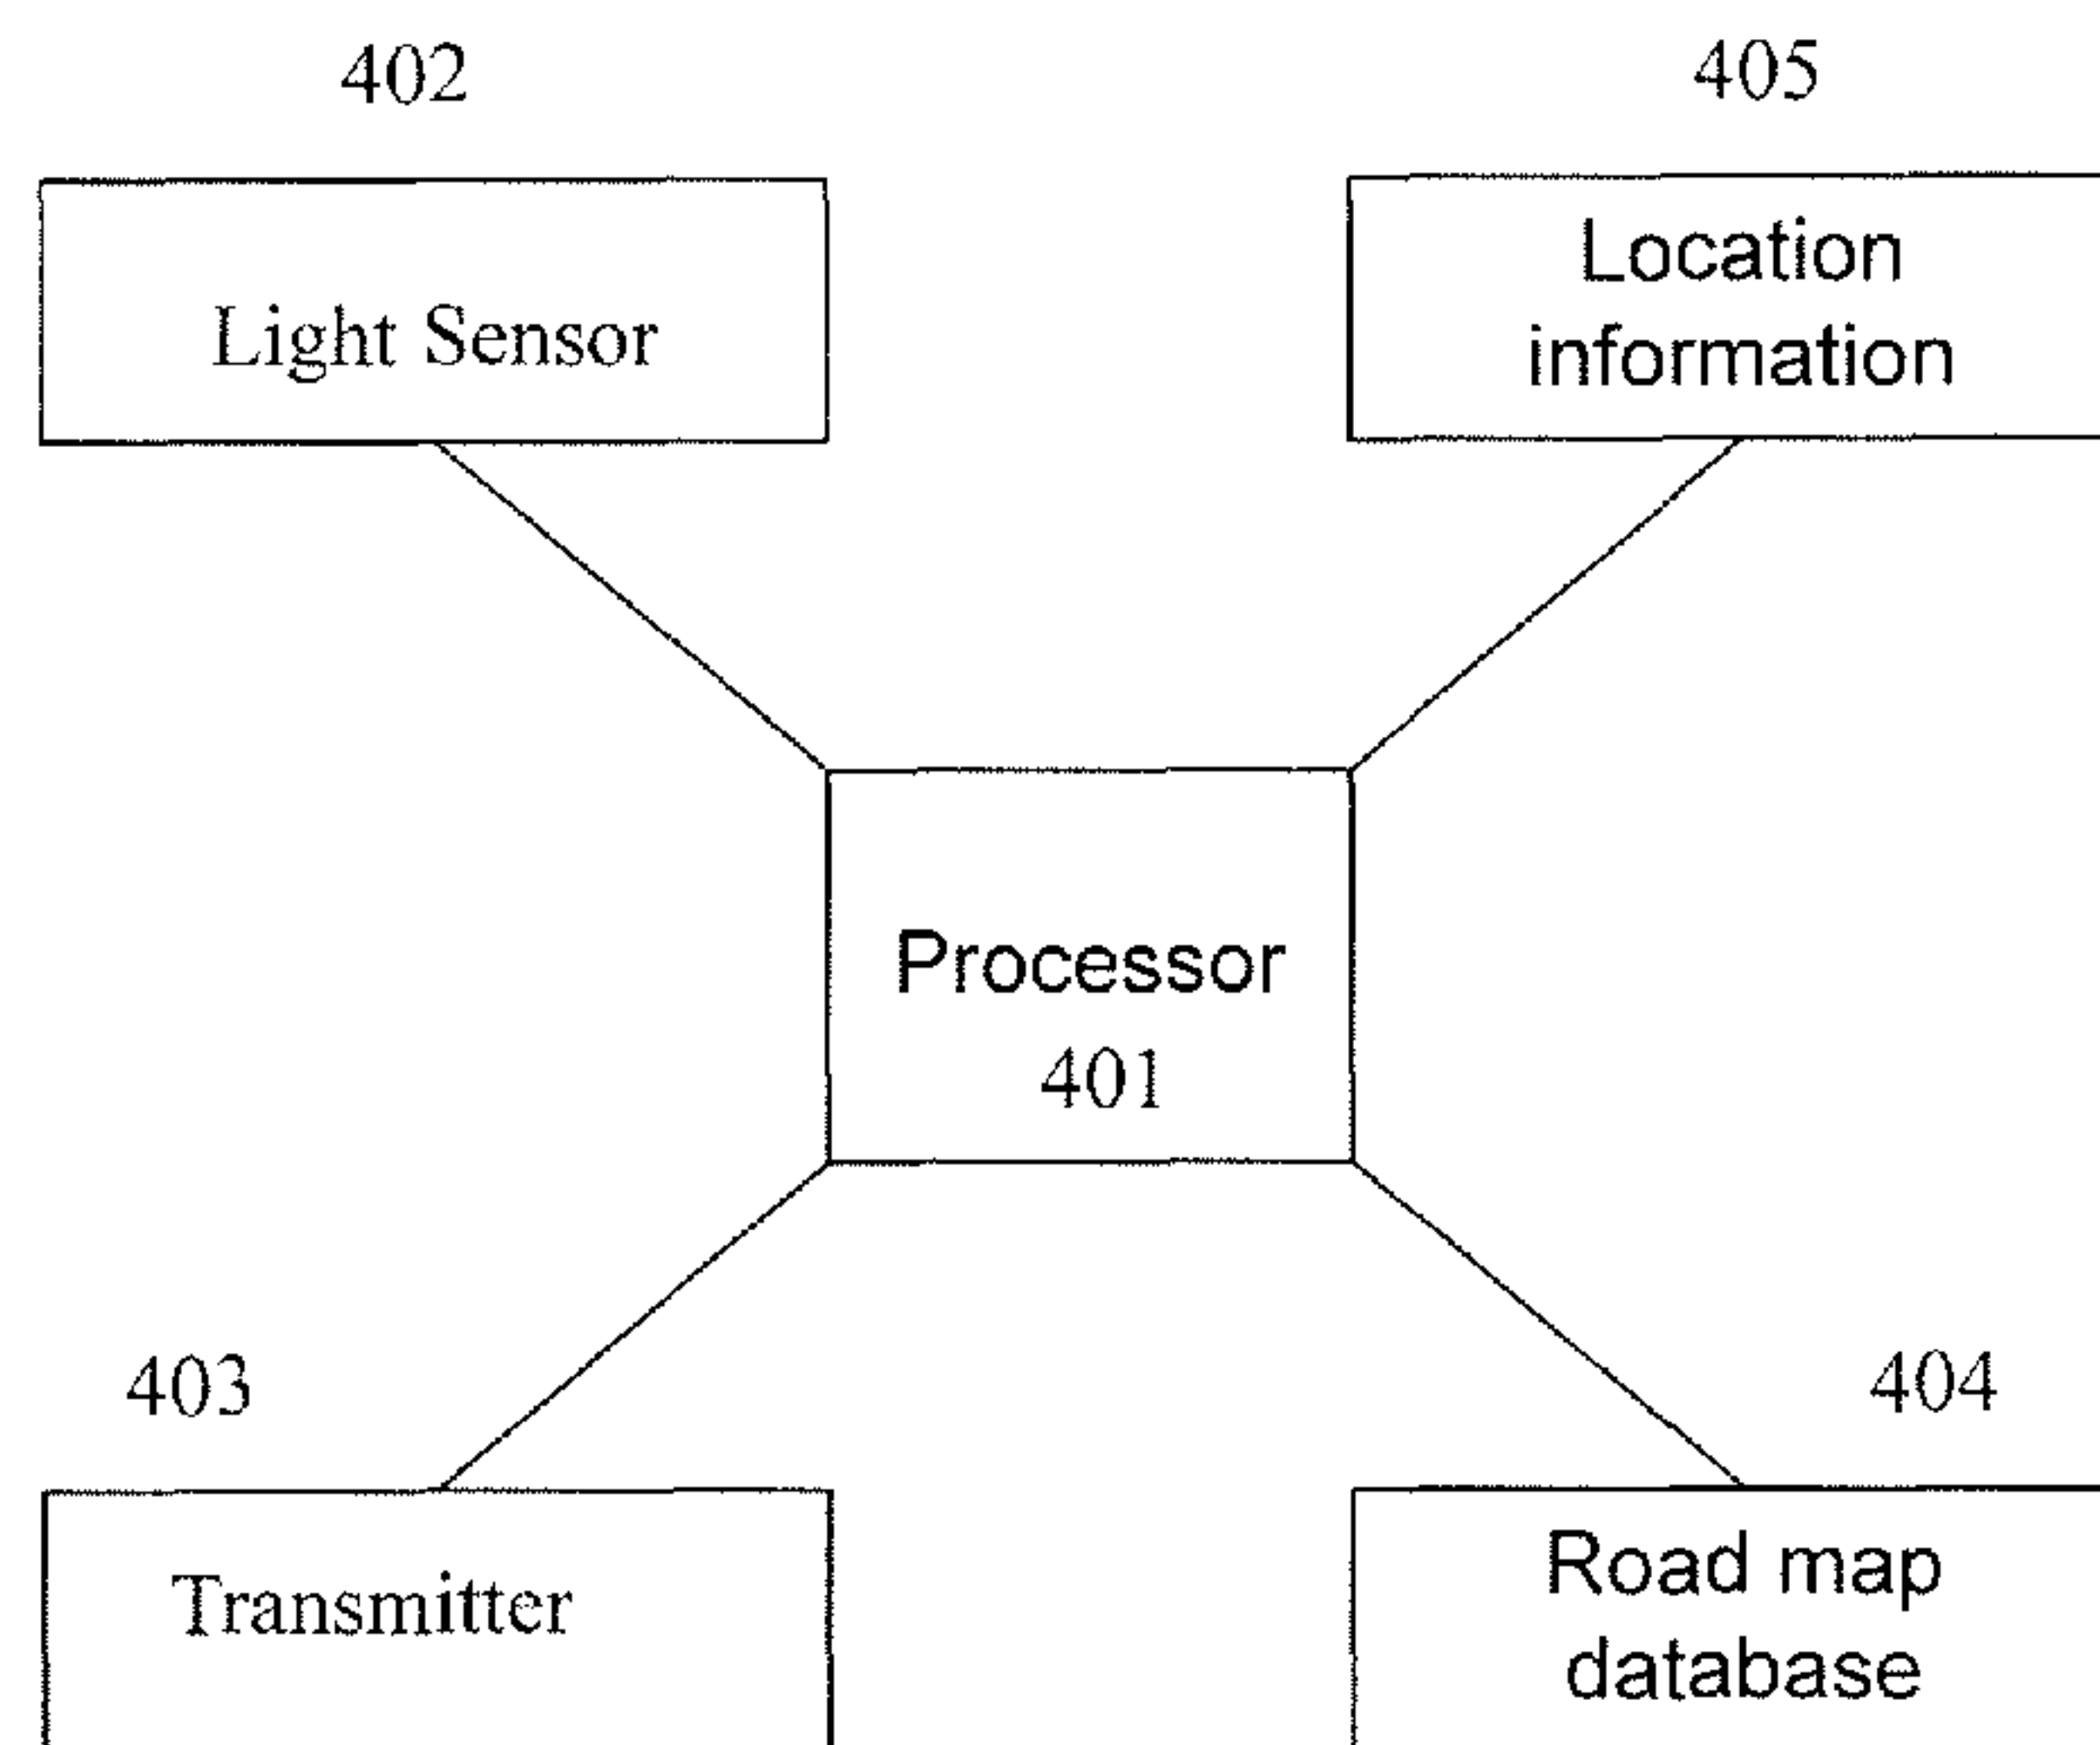 402
405
Light Sensor
Location
information
Processor
401
403
404
Transmitter
Road map
database